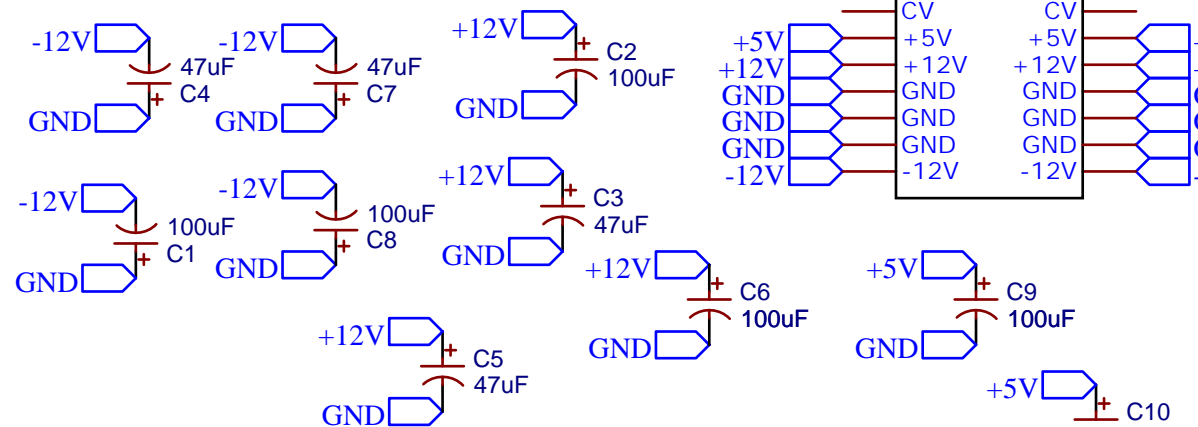 -12V
47uF
C4
+
GND
-12V
47uF
C7
+
GND
+12V
+
C2
100uF
GND
CV
CV
+5V
+5V
+5V
+12V
+12V
+12V
GND
GND
GND
GND
GND
GND
GND
GND
GND
-12V
-12V
-12V
-12V
100uF
C1
+
GND
-12V
100uF
C8
+
GND
+12V
+
C3
47uF
GND
+12V
+
C6
100uF
GND
+5V
+
C9
100uF
GND
+12V
+
C5
47uF
GND
+5V
+
C10